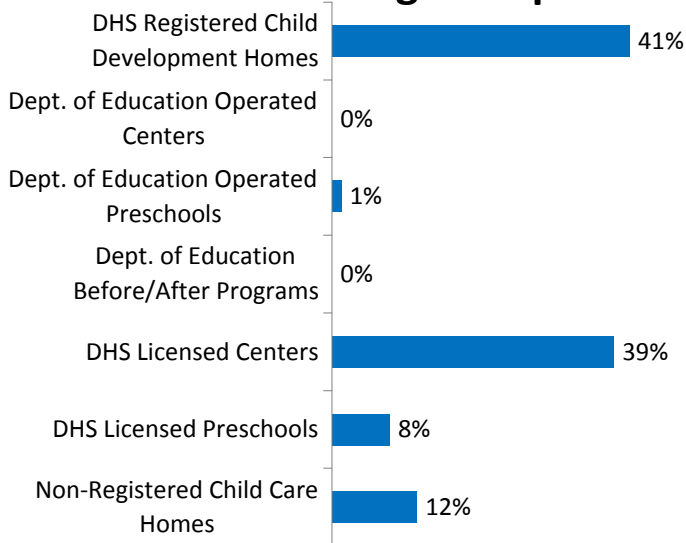 DHS Registered Child
Development Homes
41%
Dept. of Education Operated
Centers
0%
Dept. of Education Operated
Preschools
1%
Dept. of Education
Before/After Programs
0%
DHS Licensed Centers
39%
DHS Licensed Preschools
8%
Non-Registered Child Care
Homes
12%